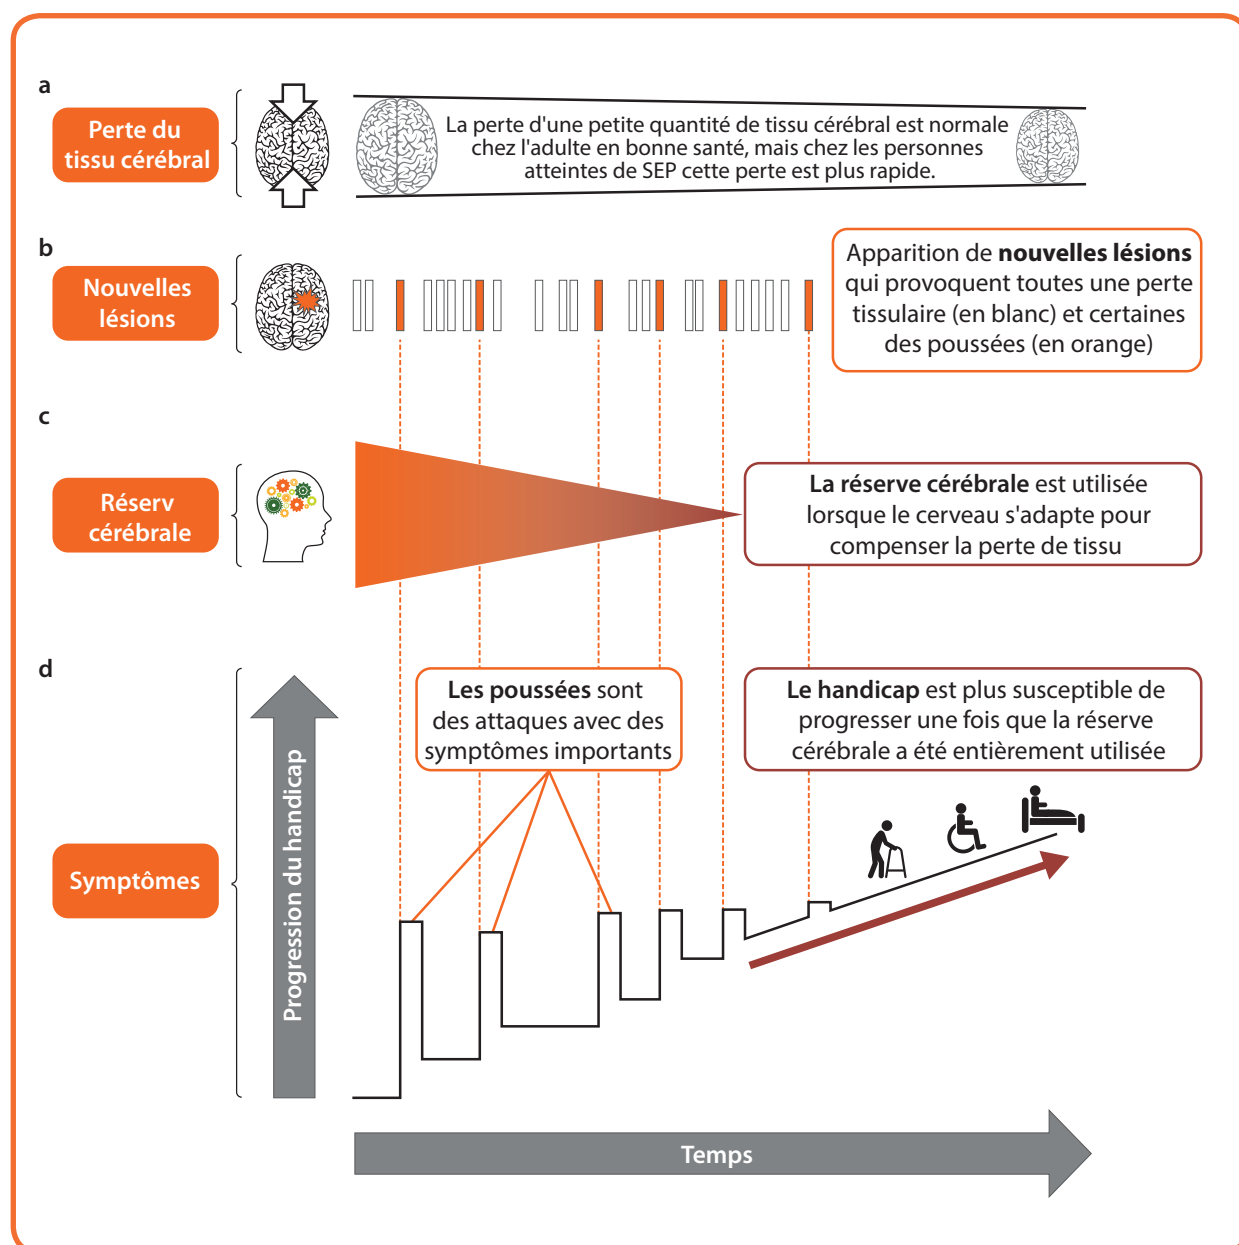 a
Perte du
tissu cérébral
La perte d'une petite quantité de tissu cérébral est normale
chez l'adulte en bonne santé, mais chez les personnes
atteintes de SEP cette perte est plus rapide.
b
Nouvelles
lésions
Apparition de nouvelles lésions
qui provoquent toutes une perte
tissulaire (en blanc) et certaines
des poussées (en orange)
c
Réserv
cérébrale
La réserve cérébrale est utilisée
lorsque le cerveau s'adapte pour
compenser la perte de tissu
d
Symptômes
Progression du handicap
Les poussées sont
des attaques avec des
symptômes importants
Le handicap est plus susceptible de
progresser une fois que la réserve
cérébrale a été entièrement utilisée
Temps